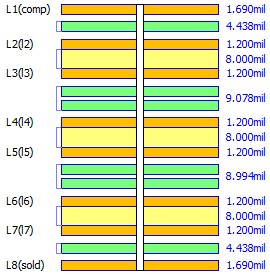 L1(comp) 1.690mil
4.438mil
L2(l2) 1.200mil
8.000mil
L3(l3) 1.200mil
9.078mil
L4(l4) 1.200mil
8.000mil
L5(l5) 1.200mil
8.994mil
L6(l6) 1.200mil
8.000mil
L7(l7) 1.200mil
4.438mil
L8(sold) 1.690mil